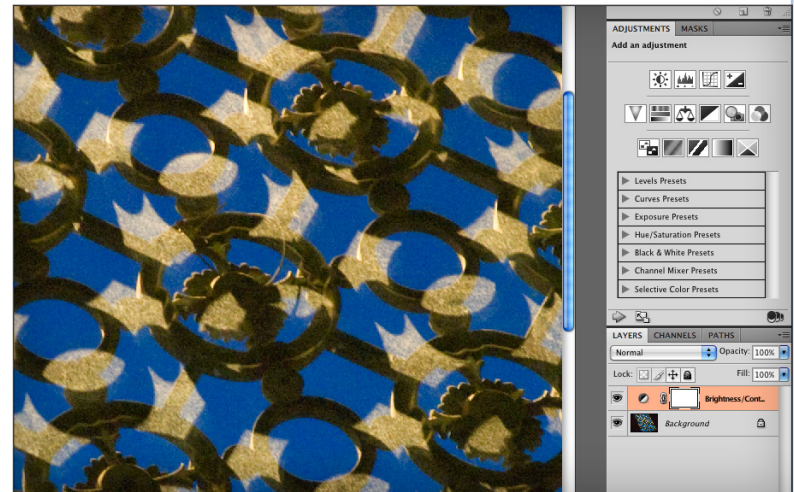 ADJUSTMENTS MASKS
Add an adjustment
Levels Presets
Curves Presets
Exposure Presets
Hue/Saturation Presets
Black & White Presets
Channel Mixer Presets
Selective Color Presets
LAYERS CHANNELS PATHS
Normal Opacity: 100%
Lock: Fill: 100%
Brightness/Cont...
Background